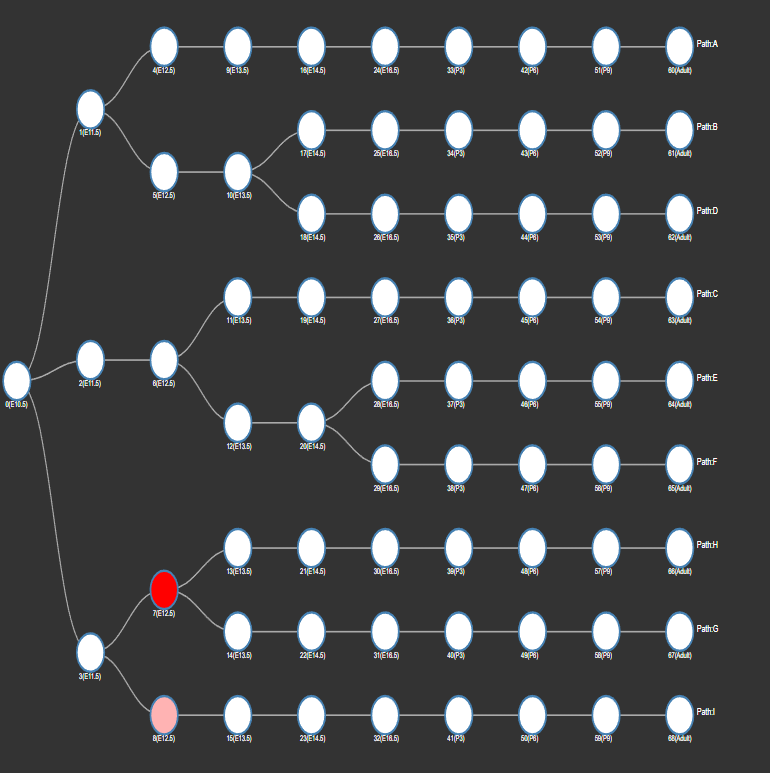 4(E12.5) 9(E13.5) 16(E14.5) 24(E16.5) 33(P3) 42(P6) 51(P9) 60(Adult) Path:A
1(E11.5)
17(E14.5) 25(E16.5) 34(P3) 43(P6) 52(P9) 61(Adult) Path:B
5(E12.5) 10(E13.5)
18(E14.5) 26(E16.5) 35(P3) 44(P6) 53(P9) 62(Adult) Path:D
11(E13.5) 19(E14.5) 27(E16.5) 36(P3) 45(P6) 54(P9) 63(Adult) Path:C
2(E11.5) 6(E12.5)
0(E10.5) 28(E16.5) 37(P3) 46(P6) 55(P9) 64(Adult) Path:E
12(E13.5) 20(E14.5)
29(E16.5) 38(P3) 47(P6) 56(P9) 65(Adult) Path:F
13(E13.5) 21(E14.5) 30(E16.5) 39(P3) 48(P6) 57(P9) 66(Adult) Path:H
7(E12.5)
14(E13.5) 22(E14.5) 31(E16.5) 40(P3) 49(P6) 58(P9) 67(Adult) Path:G
3(E11.5)
8(E12.5) 15(E13.5) 23(E14.5) 32(E16.5) 41(P3) 50(P6) 59(P9) 68(Adult) Path:I